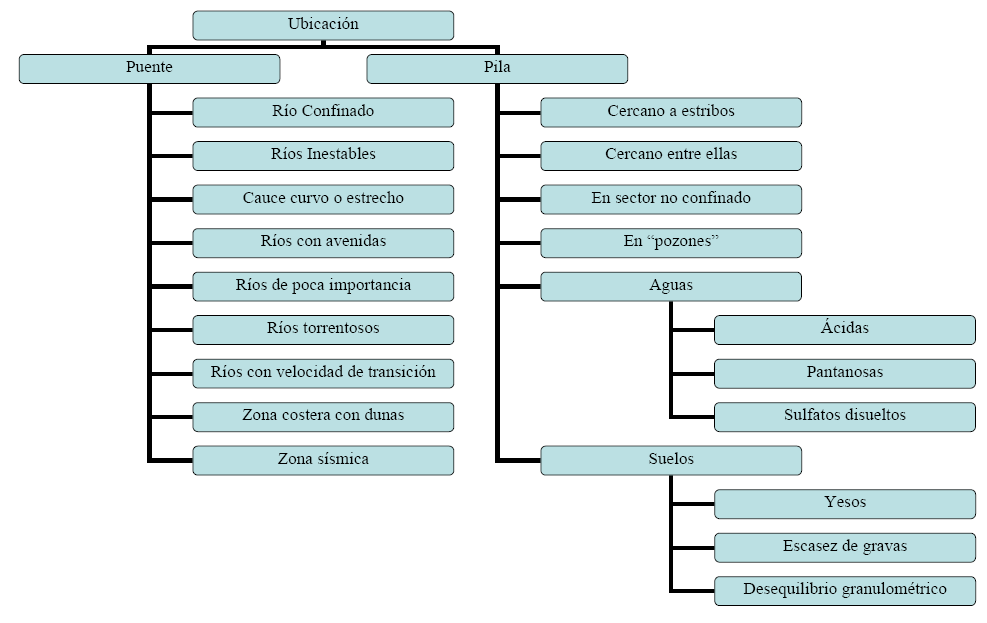 Ubicación
Puente
Pila
Río Confinado
Ríos Inestables
Cauce curvo o estrecho
Ríos con avenidas
Ríos de poca importancia
Ríos torrentosos
Ríos con velocidad de transición
Zona costera con dunas
Zona sísmica
Cercano a estribos
Cercano entre ellas
En sector no confinado
En “pozones”
Aguas
Ácidas
Pantanosas
Sulfatos disueltos
Suelos
Yesos
Escasez de gravas
Desequilibrio granulométrico